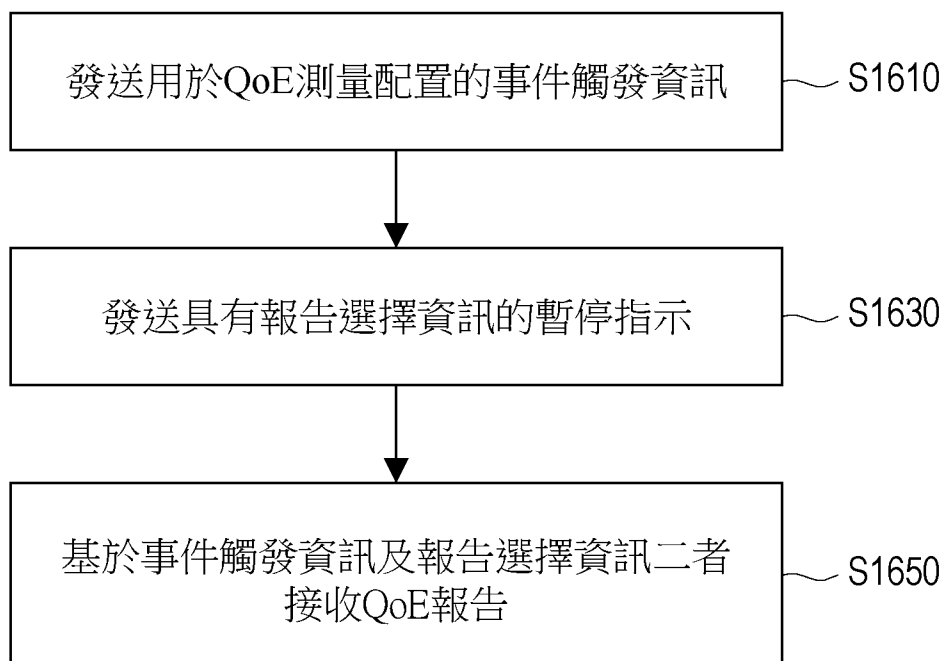 發送用於QoE測量配置的事件觸發資訊
S1610
發送具有報告選擇資訊的暫停指示
S1630
基於事件觸發資訊及報告選擇資訊二者
接收QoE報告
S1650